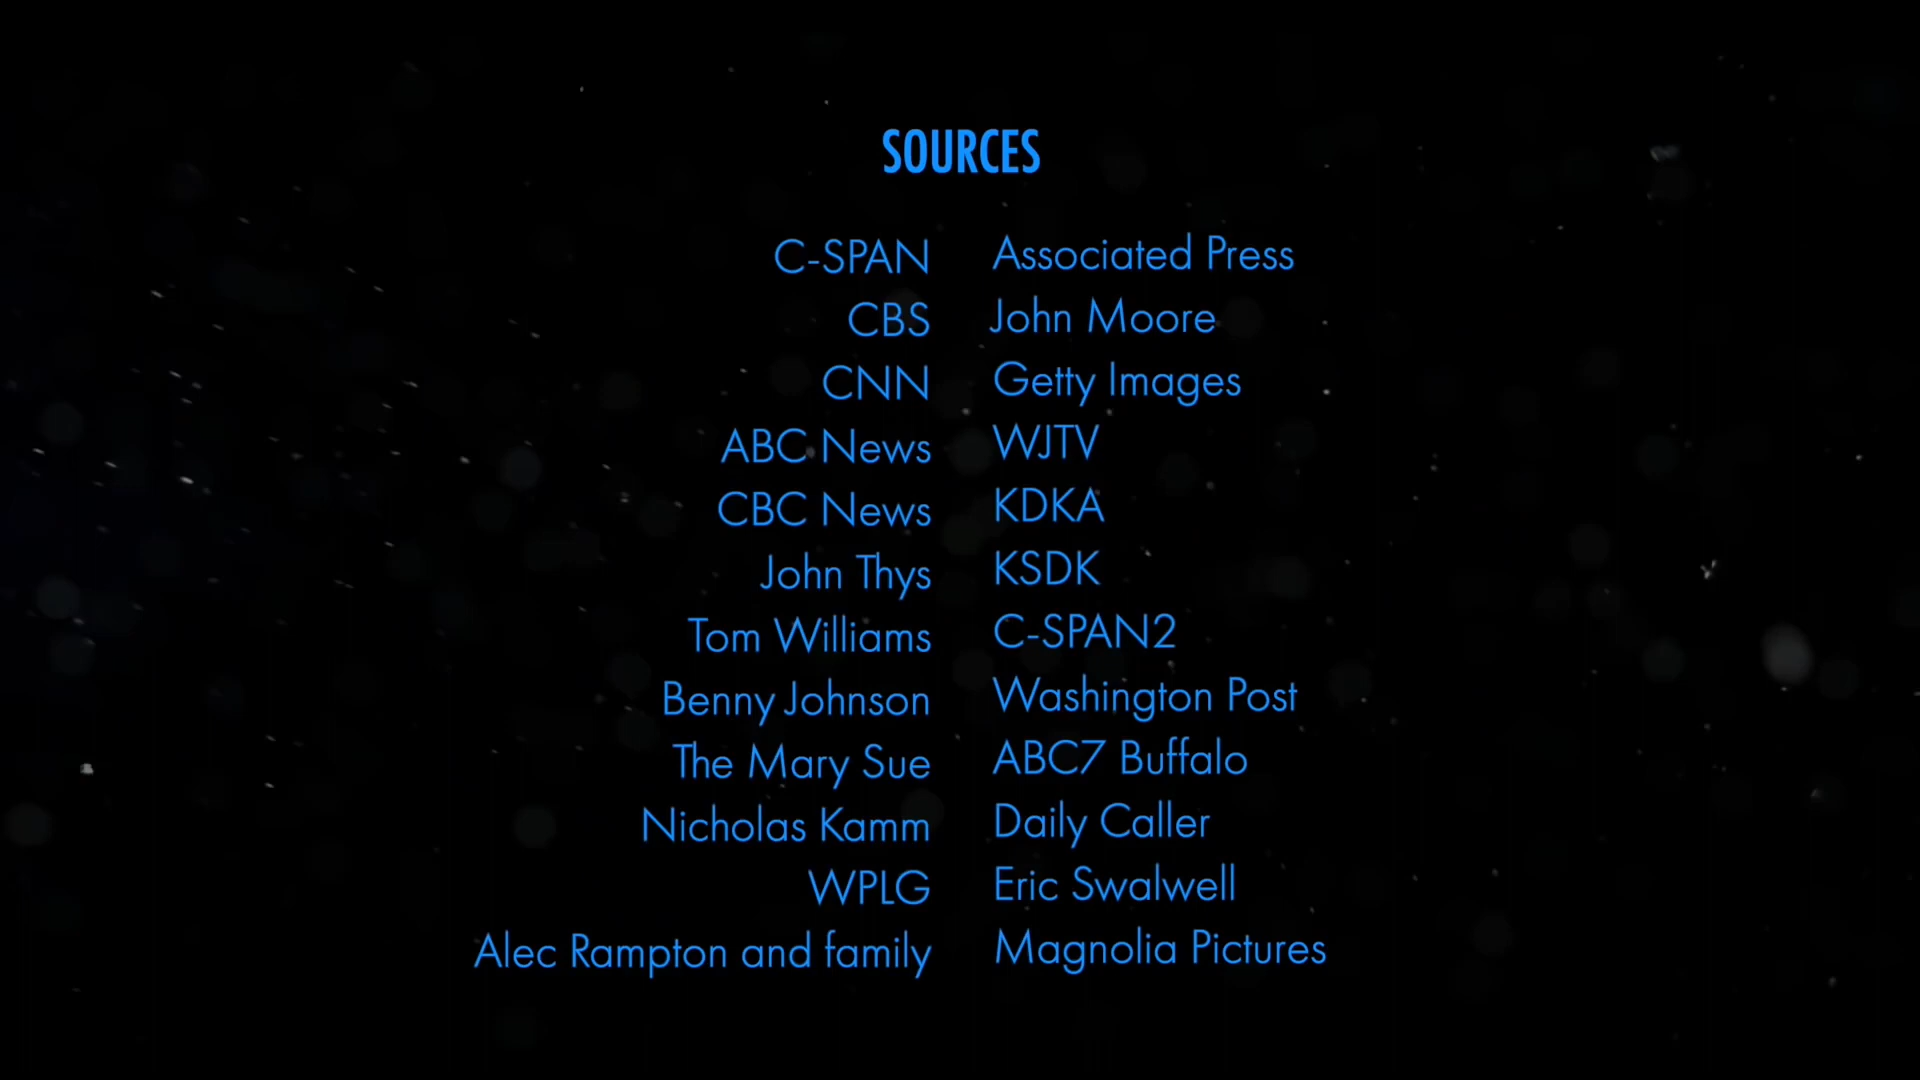 SOURCES
C-SPAN
CBS
CNN
ABC News
CBC News
John Thys
Tom Williams
Benny Johnson
The Mary Sue
Nicholas Kamm
WPLG
Alec Rampton and family
Associated Press
John Moore
Getty Images
WJTV
KDKA
KSDK
C-SPAN2
Washington Post
ABC7 Buffalo
Daily Caller
Eric Swalwell
Magnolia Pictures